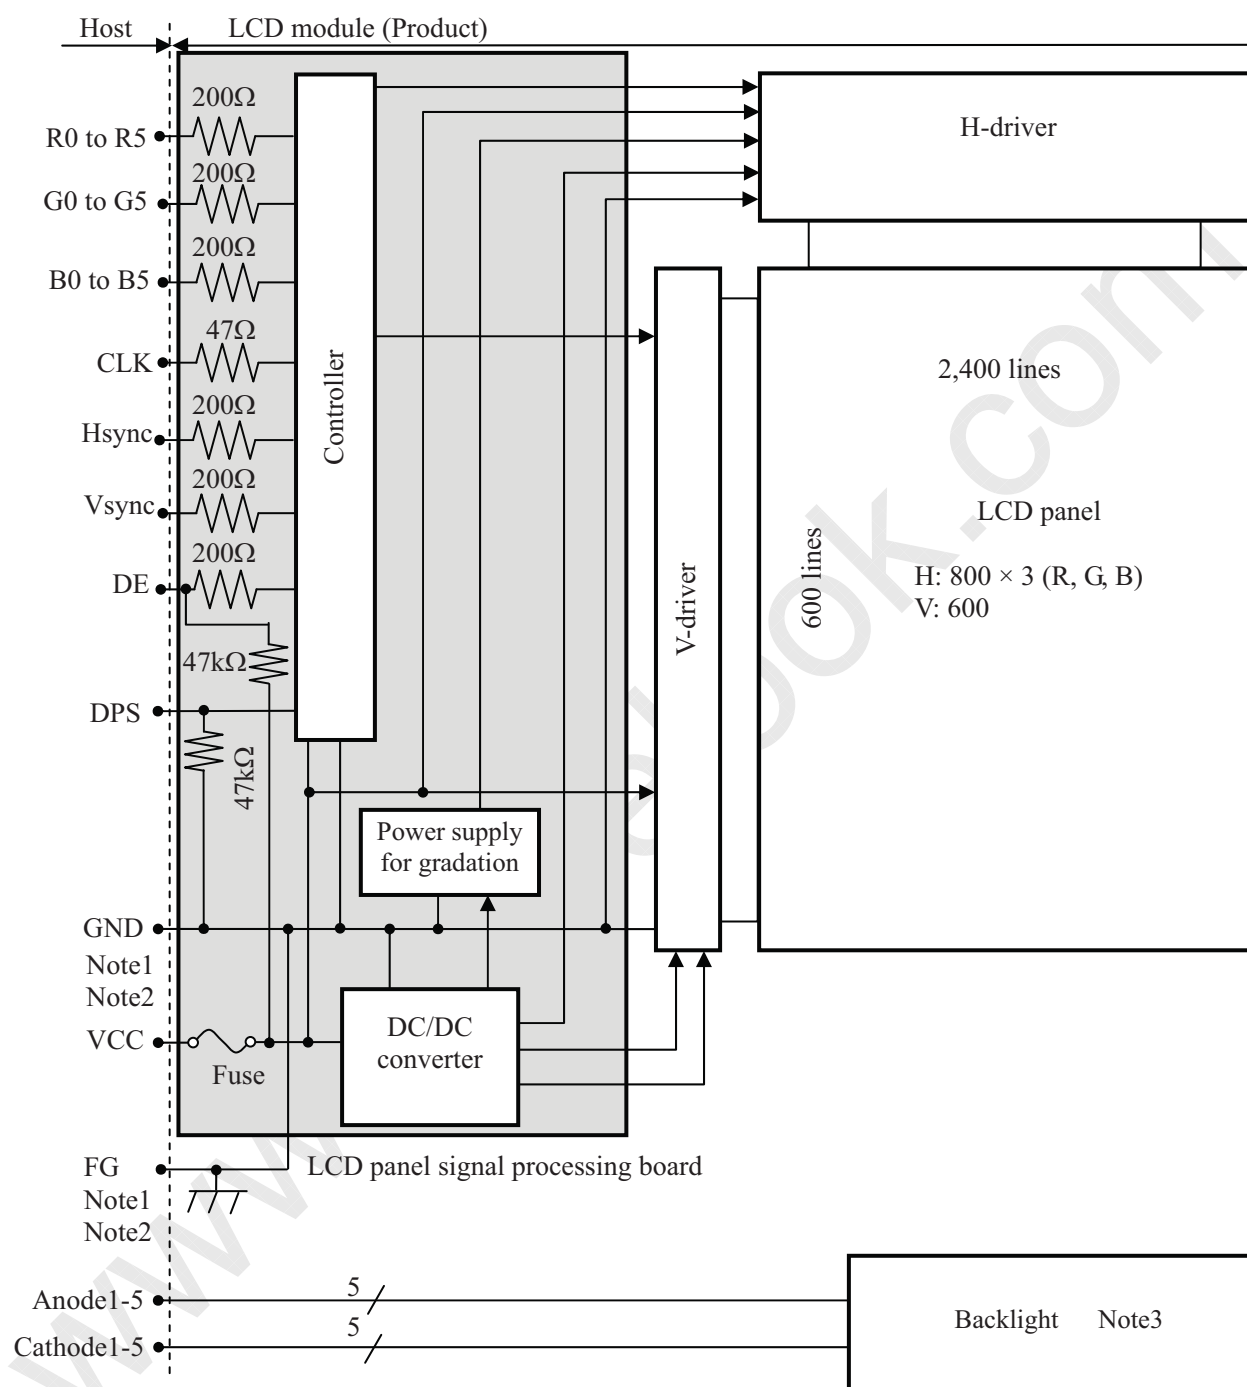 Host
LCD module (Product)
200Ω
R0 to R5
H-driver
200Ω
G0 to G5
200Ω
B0 to B5
47Ω
CLK
Controller
2,400 lines
200Ω
Hsync
200Ω
Vsync
LCD panel
200Ω
DE
V-driver
600 lines
H: 800 × 3 (R, G, B)
V: 600
47kΩ
DPS
47kΩ
Power supply
for gradation
GND
Note1
Note2
VCC
Fuse
DC/DC
converter
FG
Note1
Note2
LCD panel signal processing board
Anode1-5
5
Cathode1-5
5
Backlight Note3